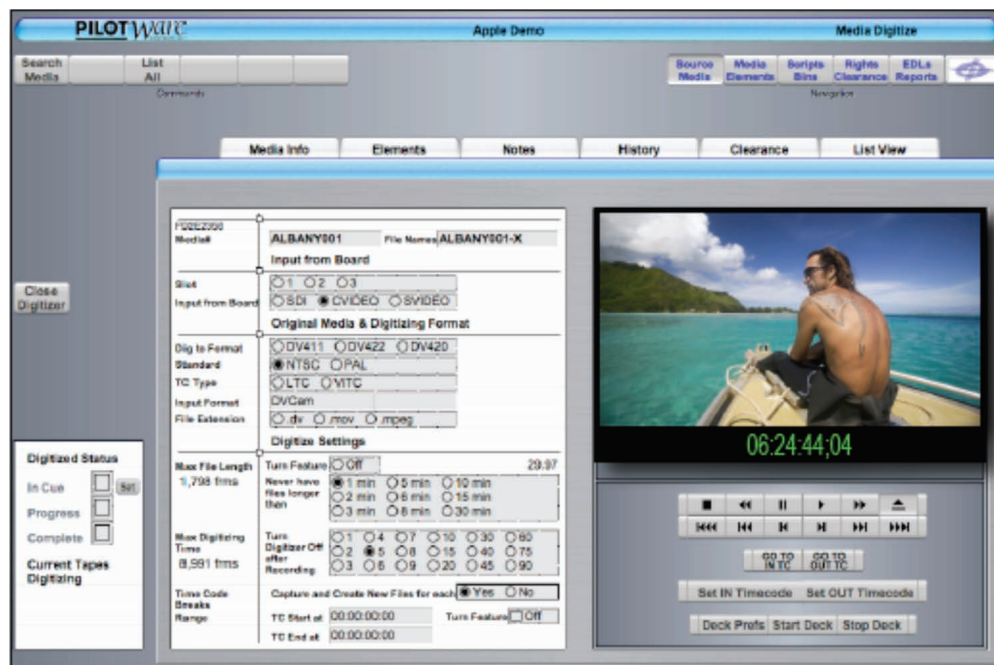 PILOTWare Apple Demo Media Digitize
Search Media List All
Commands
Source Media Media Elements Scripts Bins Rights Clearance EDLs Reports
Navigation
Media Info Elements Notes History Clearance List View
Media# ALBANY001 File Names ALBANY001-X
Input from Board
Slot 1 2 3
Input from Board SDI CVIDEO SVIDEO
Original Media & Digitizing Format
Dig to Format DV411 DV422 DV420
Standard NTSC PAL
TC Type LTC VITC
Input Format DVCam
File Extension .dv .mov .mpeg
Digitize Settings
Max File Length Turn Feature Off 29.97
1,798 frms
Never have files longer than
1 min 5 min 10 min
2 min 6 min 15 min
3 min 8 min 30 min
Max Digitizing Time
8,991 frms
Turn Digitizer Off after Recording
1 4 7 10 30 60
2 5 8 15 40 75
3 6 9 20 45 90
Time Code Breaks Range
Capture and Create New Files for each Yes No
TC Start at 00:00:00:00 Turn Feature Off
TC End at 00:00:00:00
Close Digitizer
Digitized Status
In Cue Set
Progress
Complete
Current Tapes Digitizing
06:24:44;04
GO TO IN TC GO TO OUT TC
Set IN Timecode Set OUT Timecode
Deck Prefs Start Deck Stop Deck